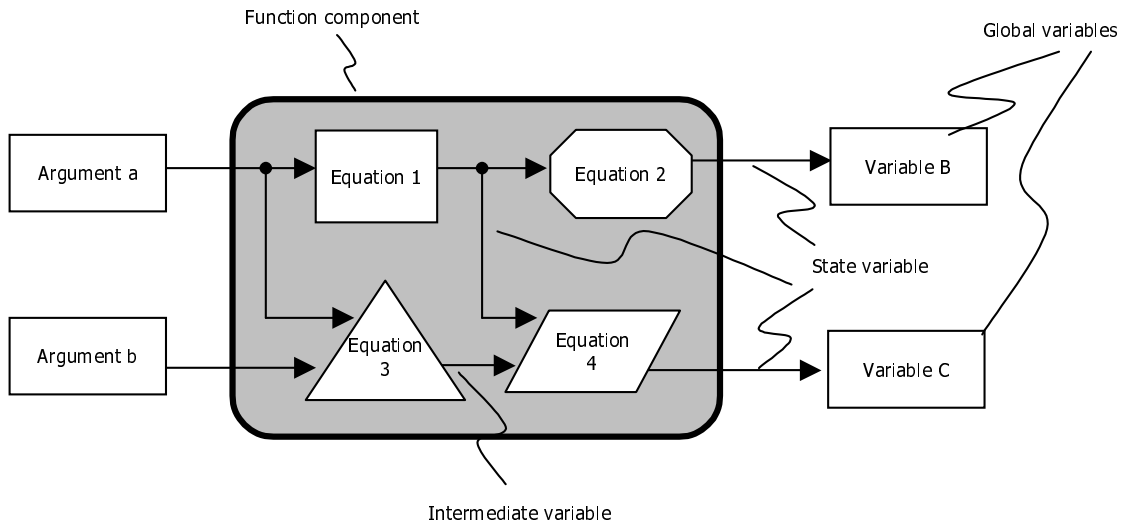 Function component
Global variables
Argument a
Equation 1
Equation 2
Variable B
State variable
Argument b
Equation
3
Equation
4
Variable C
Intermediate variable